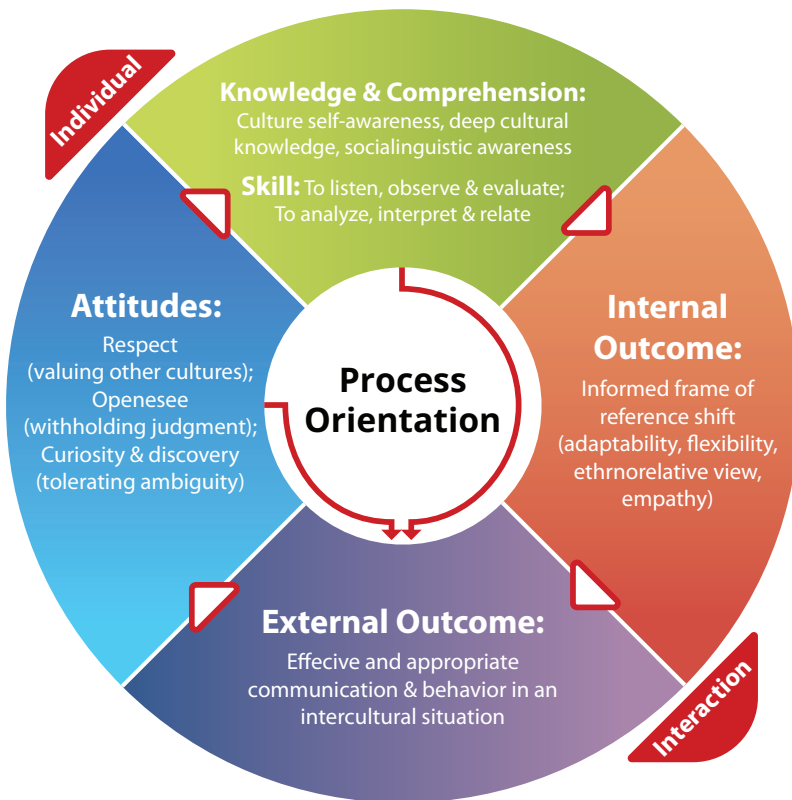 Individual
Knowledge & Comprehension:
Culture self-awareness, deep cultural
knowledge, socialinguistic awareness
Skill: To listen, observe & evaluate;
To analyze, interpret & relate
Attitudes:
Respect
(valuing other cultures);
Openesee
(withholding judgment);
Curiosity & discovery
(tolerating ambiguity)
Process
Orientation
Internal
Outcome:
Informed frame of
reference shift
(adaptability, flexibility,
ethrnorelative view,
empathy)
External Outcome:
Effecive and appropriate
communication & behavior in an
intercultural situation
Interaction